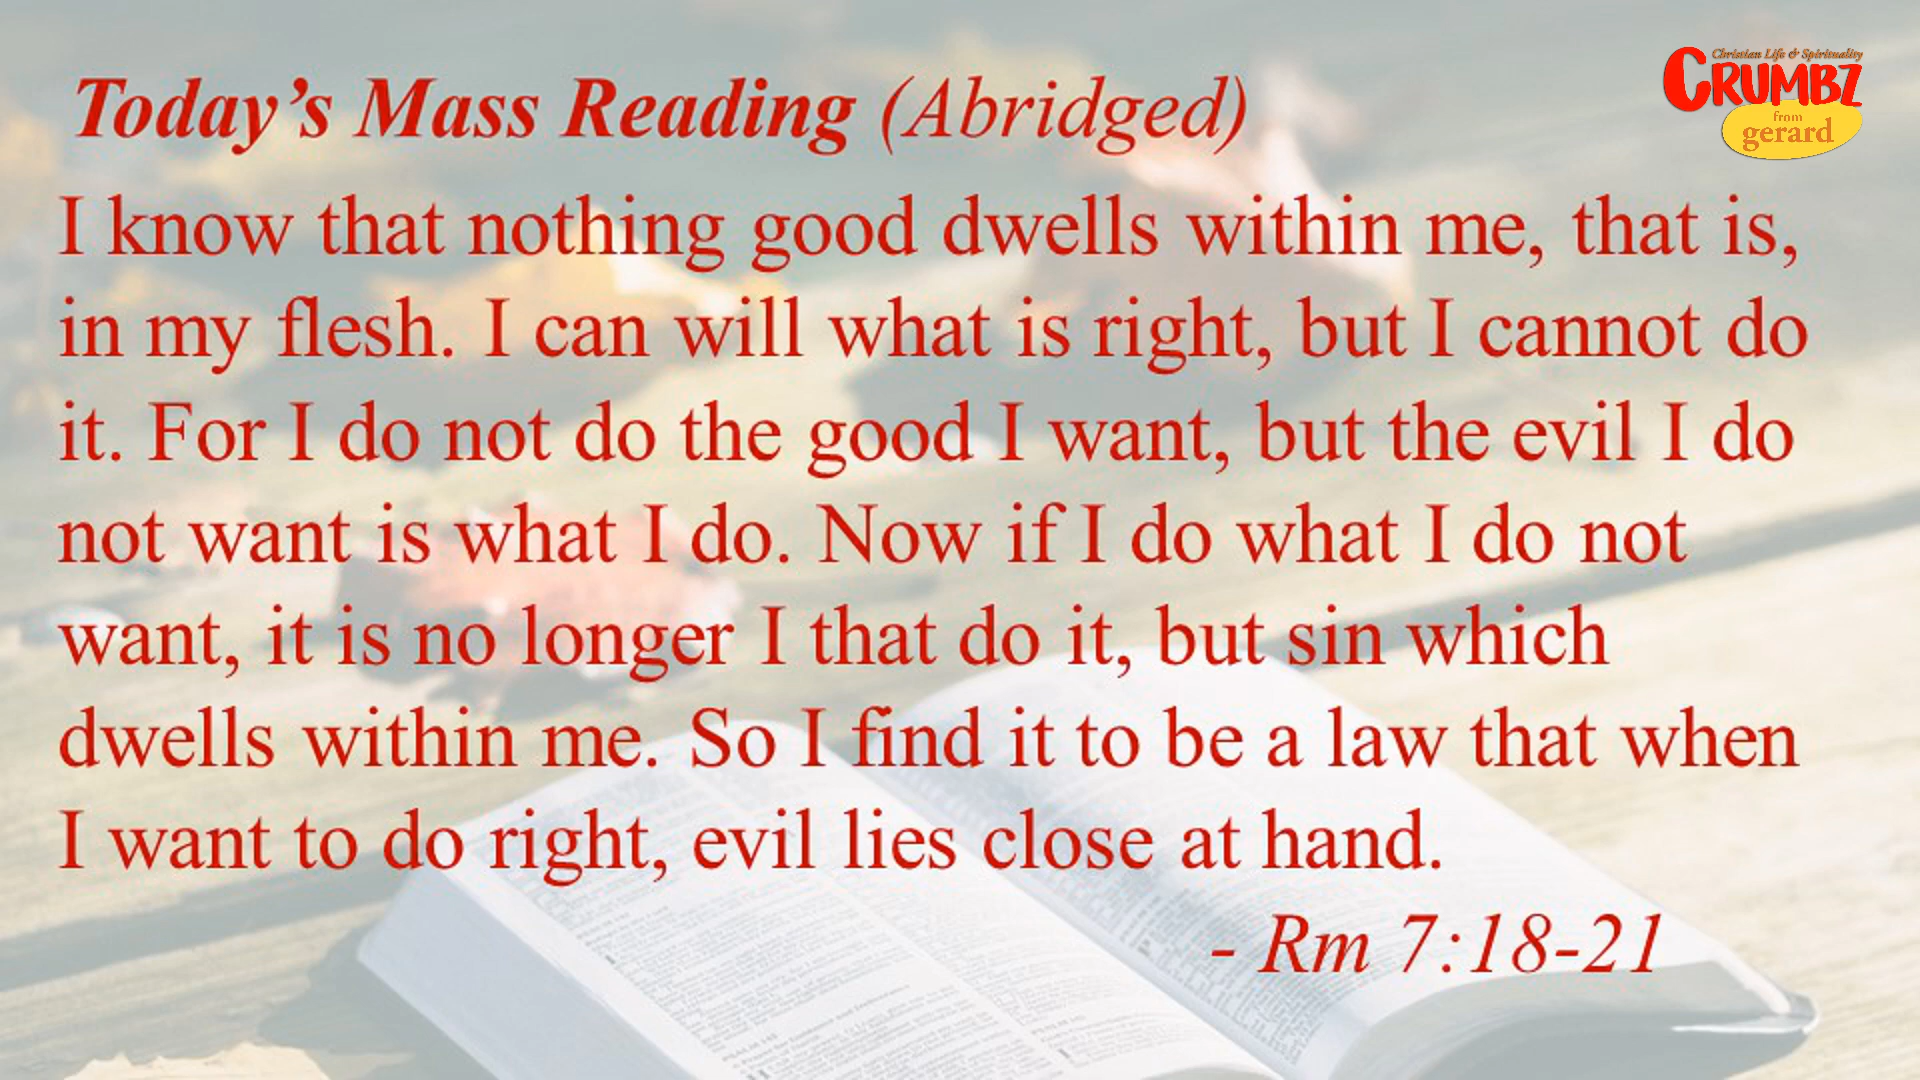 Christian Life & Spirituality
CRUMBZ
from
gerard
Today’s Mass Reading (Abridged)
I know that nothing good dwells within me, that is,
in my flesh. I can will what is right, but I cannot do
it. For I do not do the good I want, but the evil I do
not want is what I do. Now if I do what I do not
want, it is no longer I that do it, but sin which
dwells within me. So I find it to be a law that when
I want to do right, evil lies close at hand.
- Rm 7:18-21